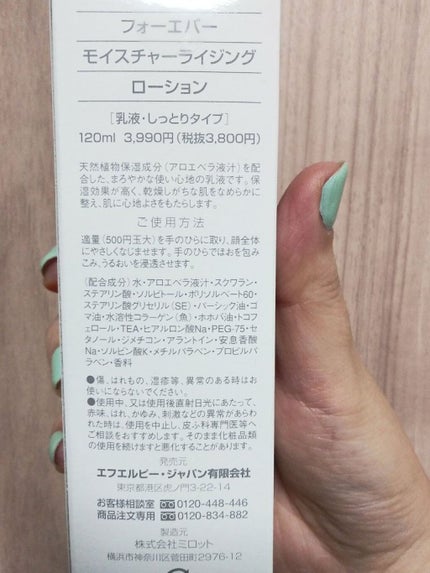 フォーエバー
モイスチャーライジング
ローション
[乳液・しっとりタイプ]
120ml 3,990円(税抜3,800円)
天然植物保湿成分(アロエベラ液汁)を配
合した、まろやかな使い心地の乳液です。保
湿効果が高く、乾燥しがちな肌をなめらかに
整え、肌に心地よさをもたらします。
ご使用方法
適量(500円玉大)を手のひらに取り、顔全体
にやさしくなじませます。手のひらでほおを包み
こみ、うるおいを浸透させます。
(配合成分)水・アロエベラ液汁・スクワラン・
ステアリン酸・ソルビトール・ポリソルベート60・
ステアリン酸グリセリル(SE)・パーシック油・ゴ
マ油・水溶性コラーゲン(魚)・ホホバ油・トコフ
ェロール・TEA・ヒアルロン酸Na・PEG-75・セ
タノール・ジメチコン・アラントイン・安息香酸
Na・ソルビン酸K・メチルパラベン・プロピルパ
ラベン・香料
●傷、はれもの、湿疹等、異常のある時はお使
いにならないでください。
●使用中、又は使用後直射日光にあたって、
赤味、はれ、かゆみ、刺激などの異常があらわ
れた時は、使用を中止し、皮ふ科専門医等へ
ご相談をおすすめします。そのまま化粧品類
の使用を続けますと悪化することがあります。
発売元
エフエルピー・ジャパン有限会社
東京都港区虎ノ門3-22-14
お客様相談室 0120-448-446
商品注文専用 0120-834-882
製造元
株式会社ミロット
横浜市神奈川区菅田町2976-12